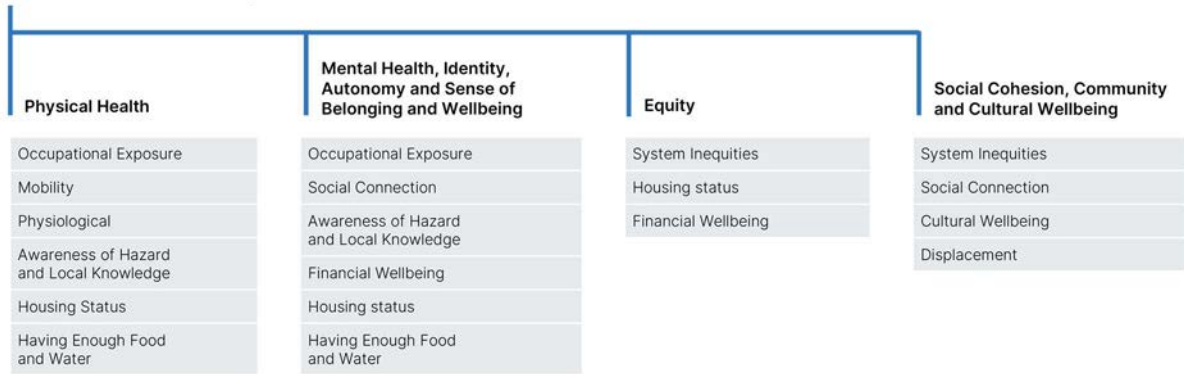 Physical Health
Occupational Exposure
Mobility
Physiological
Awareness of Hazard
and Local Knowledge
Housing Status
Having Enough Food
and Water
Mental Health, Identity,
Autonomy and Sense of
Belonging and Wellbeing
Occupational Exposure
Social Connection
Awareness of Hazard
and Local Knowledge
Financial Wellbeing
Housing status
Having Enough Food
and Water
Equity
System Inequities
Housing status
Financial Wellbeing
Social Cohesion, Community
and Cultural Wellbeing
System Inequities
Social Connection
Cultural Wellbeing
Displacement